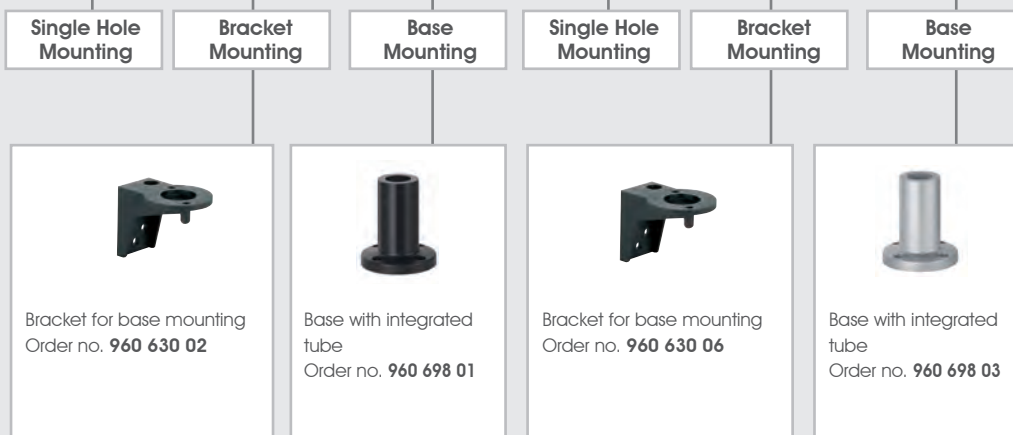 Single Hole
Mounting
Bracket
Mounting
Base
Mounting
Single Hole
Mounting
Bracket
Mounting
Base
Mounting
Bracket for base mounting
Order no. 960 630 02
Base with integrated
tube
Order no. 960 698 01
Bracket for base mounting
Order no. 960 630 06
Base with integrated
tube
Order no. 960 698 03